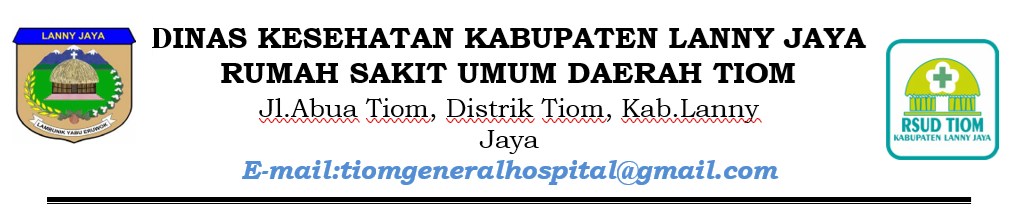 LANNY JAYA
DINAS KESEHATAN KABUPATEN LANNY JAYA
RUMAH SAKIT UMUM DAERAH TIOM
Jl.Abua Tiom, Distrik Tiom, Kab.Lanny
Jaya
E-mail:tiomgeneralhospital@gmail.com
LAMBUNIK YABU ERUWOK
RSUD TIOM
KABUPATEN LANNY JAYA